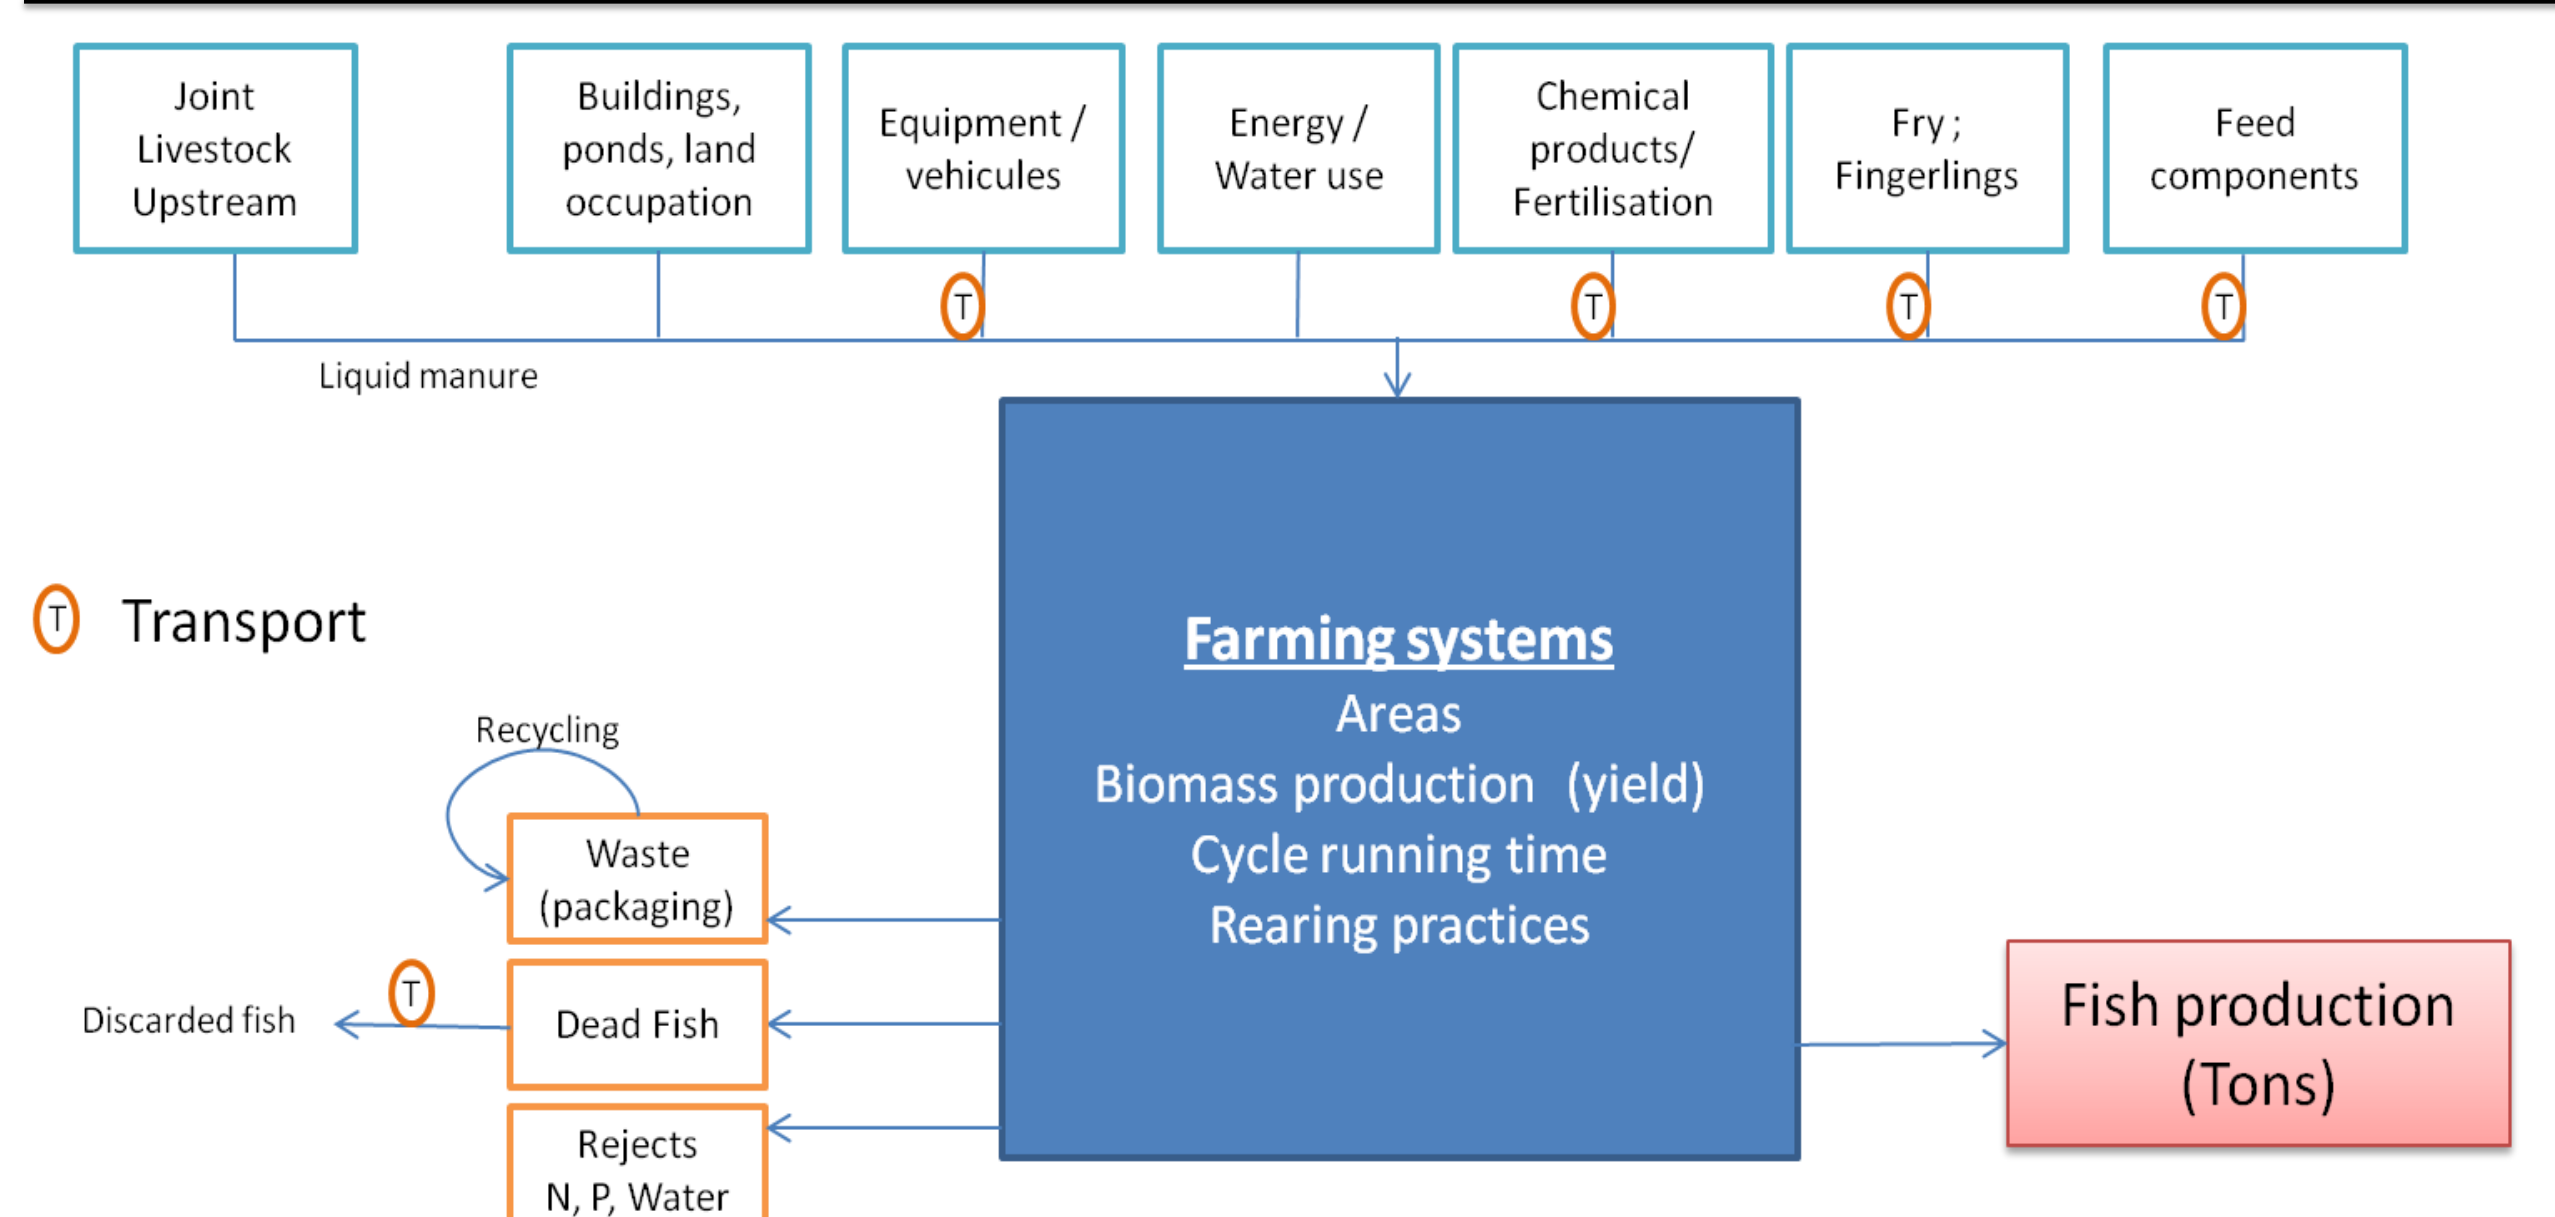 Joint
Livestock
Upstream
Buildings,
ponds, land
occupation
Equipment /
vehicules
Energy /
Water use
Chemical
products/
Fertilisation
Fry ;
Fingerlings
Feed
components
T
T
T
T
Liquid manure
T Transport
Farming systems
Areas
Biomass production (yield)
Cycle running time
Rearing practices
Recycling
Waste
(packaging)
T
Discarded fish
Dead Fish
Rejects
N, P, Water
Fish production
(Tons)